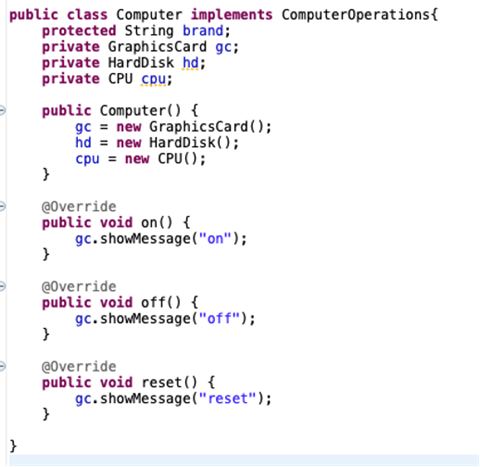 public class Computer implements ComputerOperations{
    protected String brand;
    private GraphicsCard gc;
    private HardDisk hd;
    private CPU cpu;

    public Computer() {
        gc = new GraphicsCard();
        hd = new HardDisk();
        cpu = new CPU();
    }

    @Override
    public void on() {
        gc.showMessage("on");
    }

    @Override
    public void off() {
        gc.showMessage("off");
    }

    @Override
    public void reset() {
        gc.showMessage("reset");
    }

}